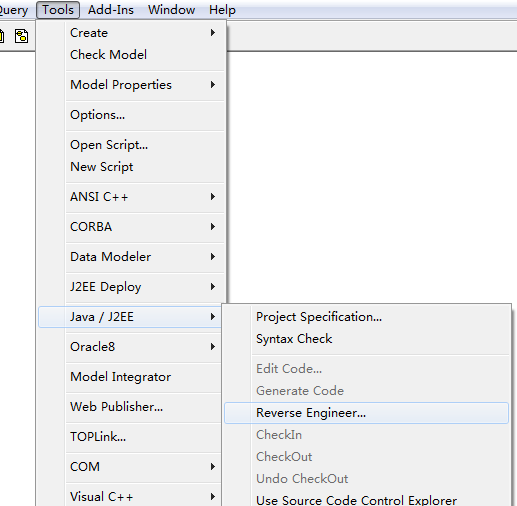 Query Tools Add-Ins Window Help
Create
Check Model
Model Properties
Options...
Open Script...
New Script
ANSI C++
CORBA
Data Modeler
J2EE Deploy
Java / J2EE
Oracle8
Model Integrator
Web Publisher...
TOPLink...
COM
Visual C++
Project Specification...
Syntax Check
Edit Code...
Generate Code
Reverse Engineer...
CheckIn
CheckOut
Undo CheckOut
Use Source Code Control Explorer